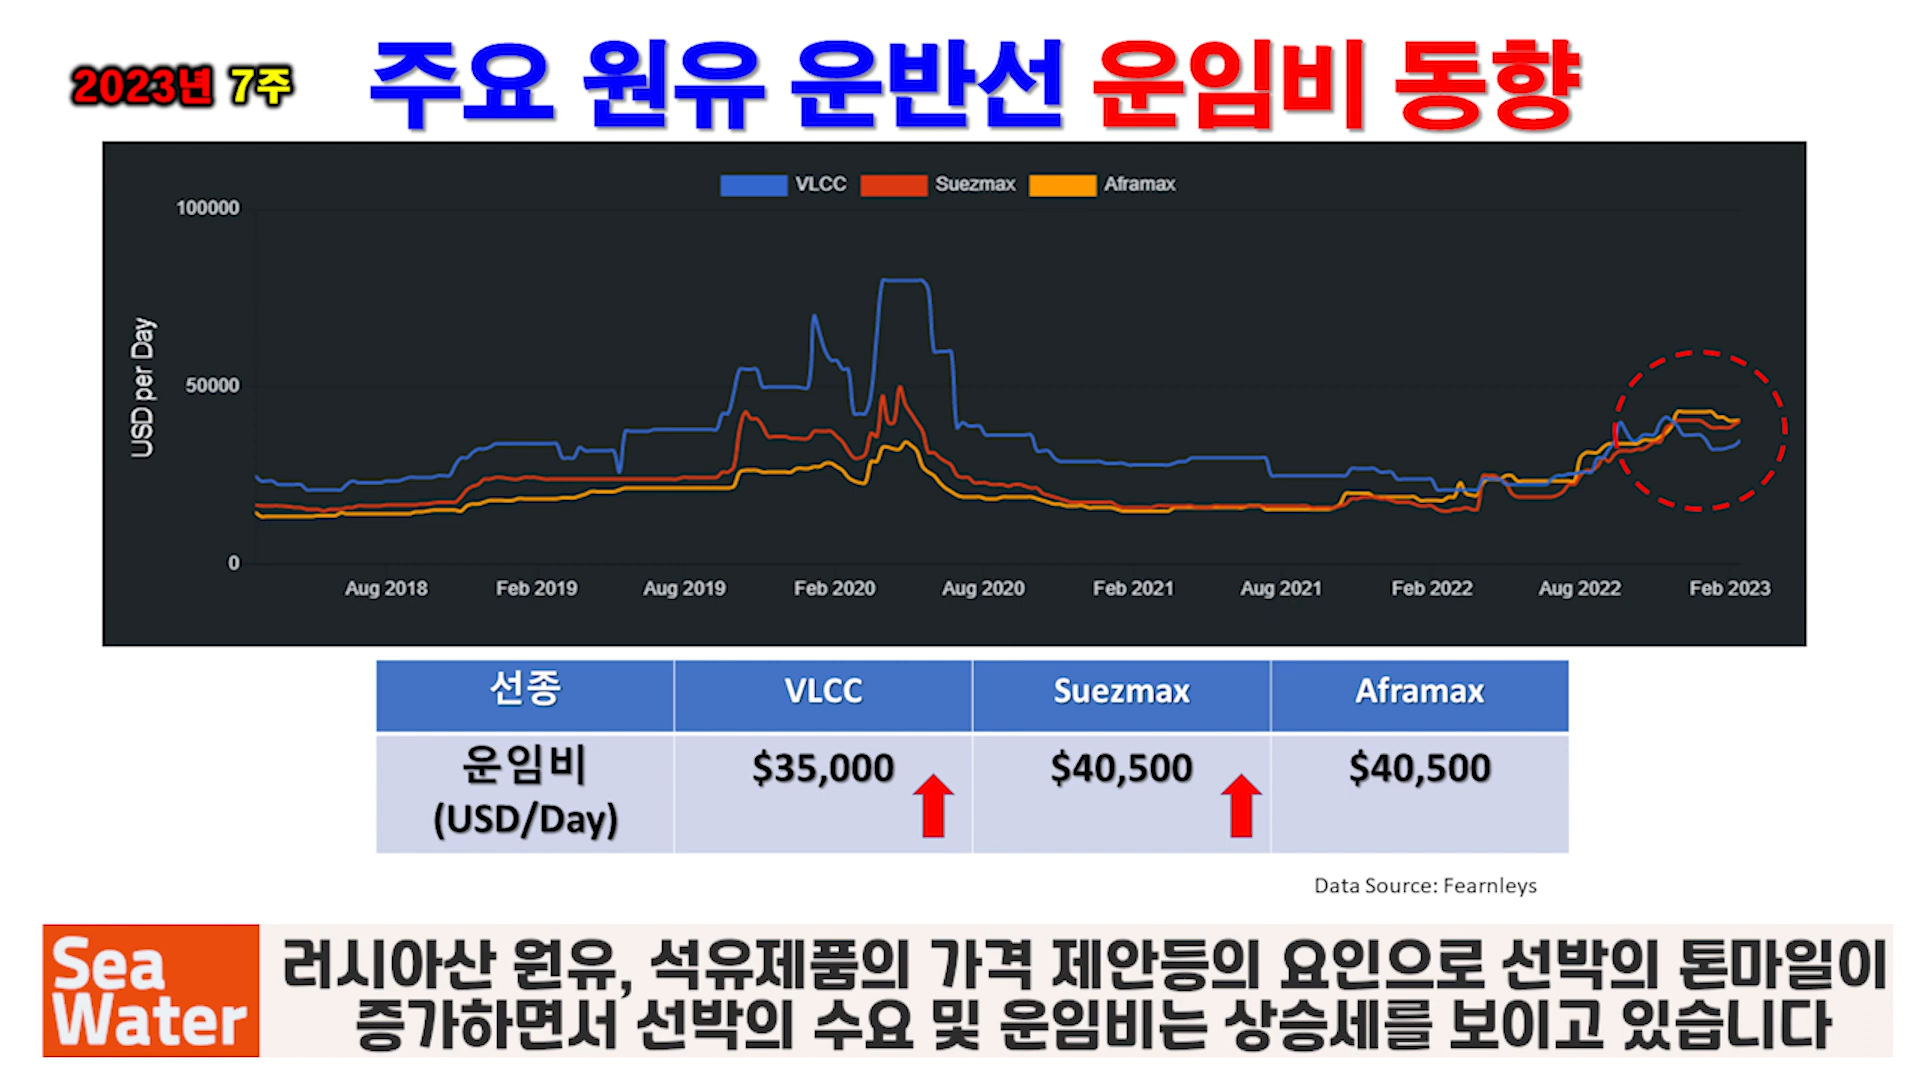 2023년 7주
주요 원유 운반선 운임비 동향
VLCC Suezmax Aframax
USD per Day
100000
50000
0
Aug 2018 Feb 2019 Aug 2019 Feb 2020 Aug 2020 Feb 2021 Aug 2021 Feb 2022 Aug 2022 Feb 2023
선종 VLCC Suezmax Aframax
운임비 $35,000 $40,500 $40,500
(USD/Day)
Data Source: Fearnleys
Sea
Water
러시아산 원유, 석유제품의 가격 제안등의 요인으로 선박의 톤마일이
증가하면서 선박의 수요 및 운임비는 상승세를 보이고 있습니다